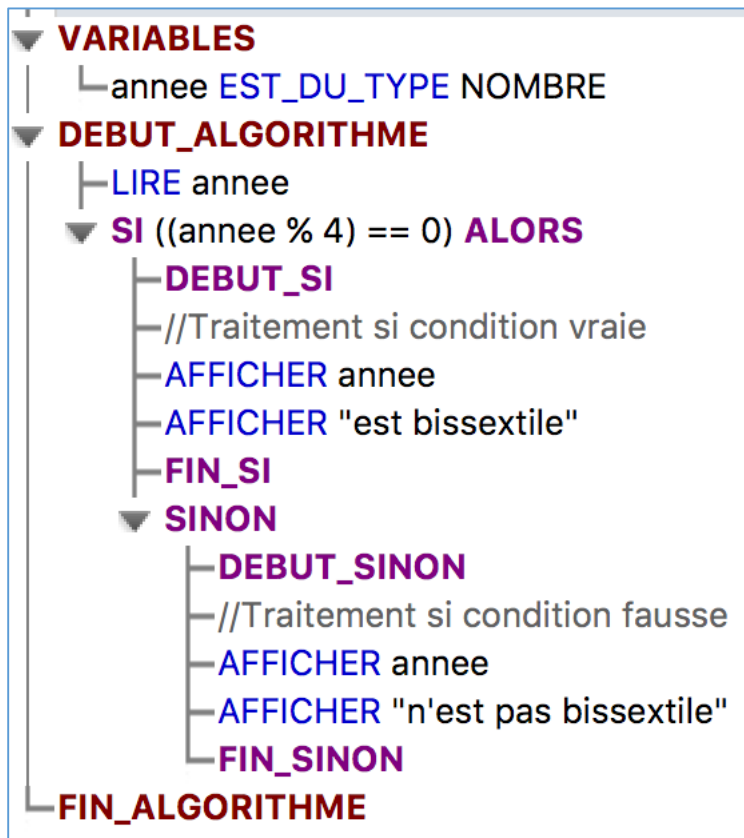 VARIABLES
annee EST_DU_TYPE NOMBRE
DEBUT_ALGORITHME
LIRE annee
SI ((annee % 4) == 0) ALORS
DEBUT_SI
//Traitement si condition vraie
AFFICHER annee
AFFICHER "est bissextile"
FIN_SI
SINON
DEBUT_SINON
//Traitement si condition fausse
AFFICHER annee
AFFICHER "n'est pas bissextile"
FIN_SINON
FIN_ALGORITHME